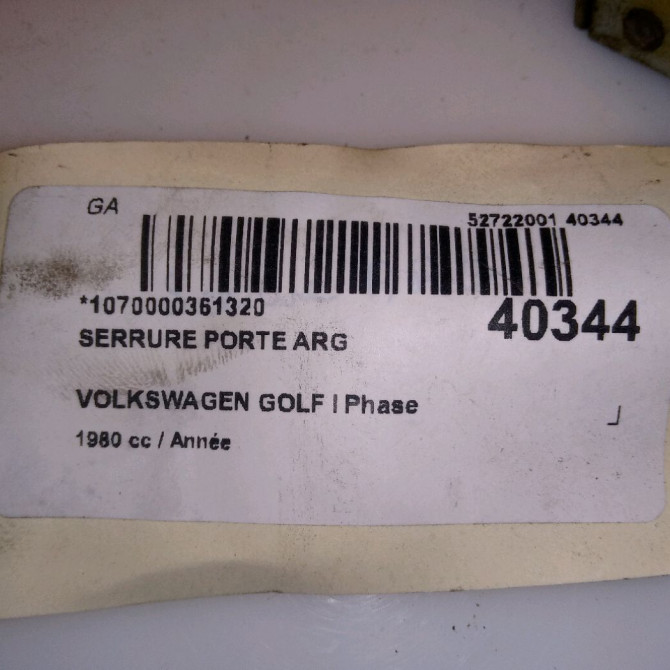 GA
52722001 40344
*1070000361320
40344
SERRURE PORTE ARG
VOLKSWAGEN GOLF I Phase
1980 cc / Année